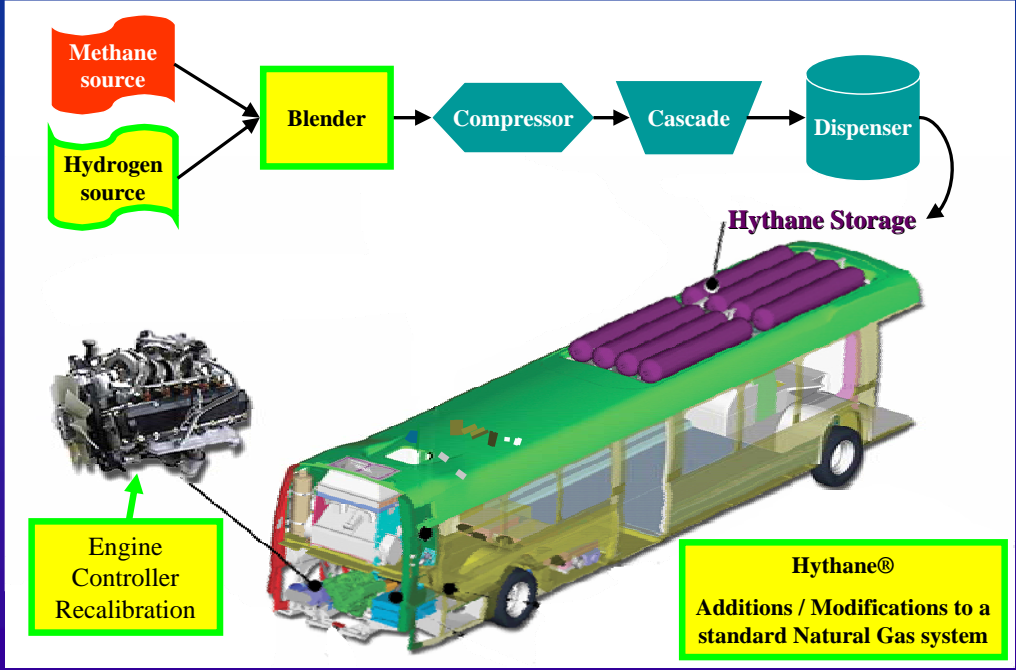 Methane
source
Hydrogen
source
Blender
Compressor
Cascade
Dispenser
Hythane Storage
Engine
Controller
Recalibration
Hythane®
Additions / Modifications to a
standard Natural Gas system